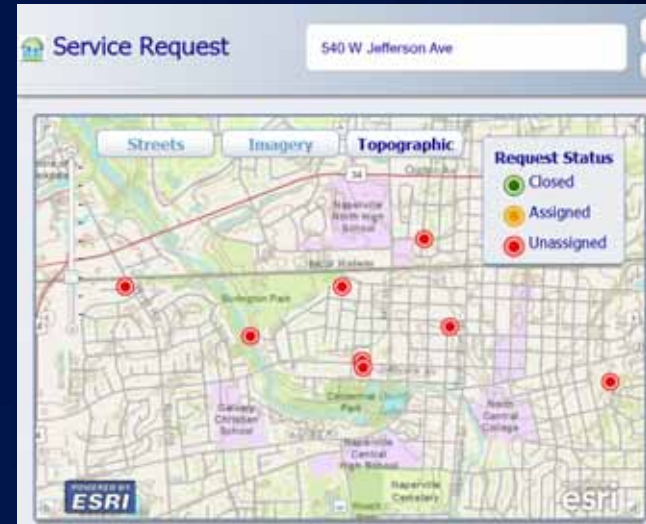 Service Request
540 W Jefferson Ave
Streets
Imagery
Topographic
Request Status
Closed
Assigned
Unassigned
34
Naperville
North High
School
Burlington Park
Calvary
Christian
School
Centennial
Park
North
Central
College
Naperville
Central
High School
Naperville
Cemetery
POWERED BY
ESRI
esri